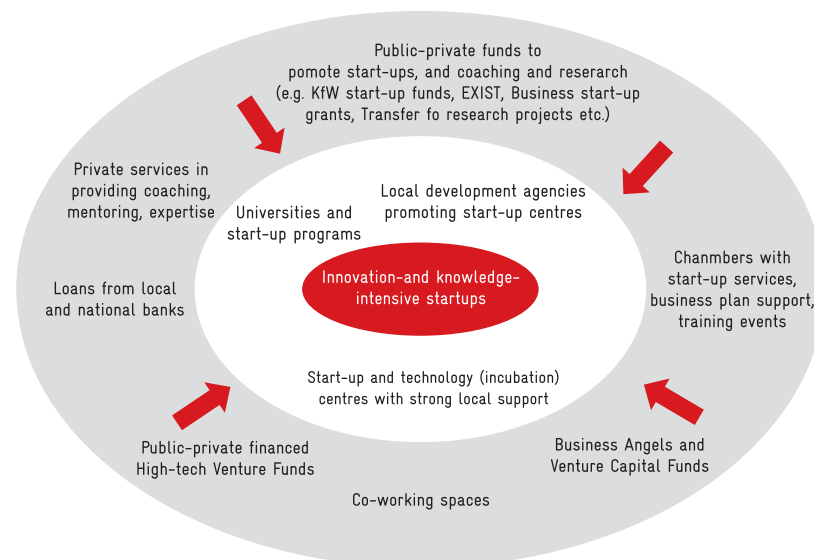 Public-private funds to
pomote start-ups, and coaching and reserarch
(e.g. KfW start-up funds, EXIST, Business start-up
grants, Transfer fo research projects etc.)
Private services in
providing coaching,
mentoring, expertise
Universities and
start-up programs
Local development agencies
promoting start-up centres
Loans from local
and national banks
Innovation-and knowledge-
intensive startups
Chanmbers with
start-up services,
business plan support,
training events
Start-up and technology (incubation)
centres with strong local support
Public-private financed
High-tech Venture Funds
Business Angels and
Venture Capital Funds
Co-working spaces